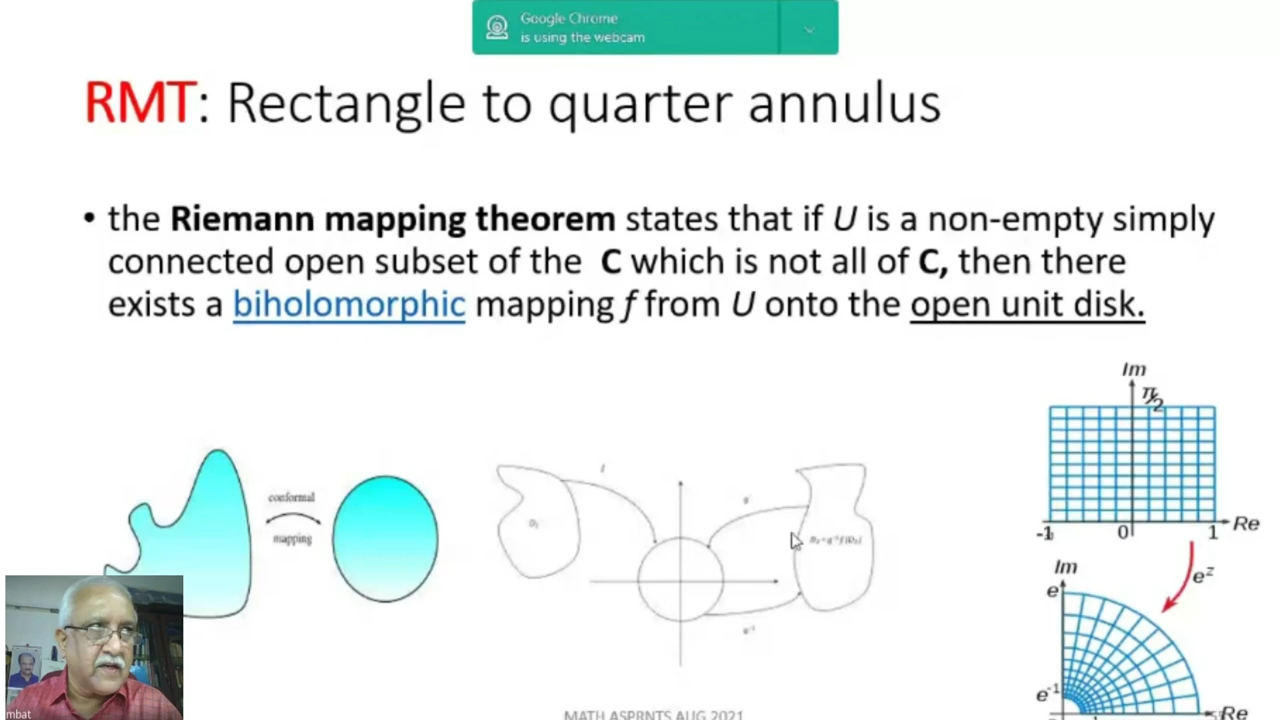 Google Chrome
is using the webcam
RMT: Rectangle to quarter annulus
• the Riemann mapping theorem states that if U is a non-empty simply
connected open subset of the C which is not all of C, then there
exists a biholomorphic mapping f from U onto the open unit disk.
conformal
mapping
f
g
D₁
g⁻¹
Im
π/2
-1
0
1
Re
e^z
Im
e
e⁻¹
Re
mbat
MATH ASPRNTS AUG 2021